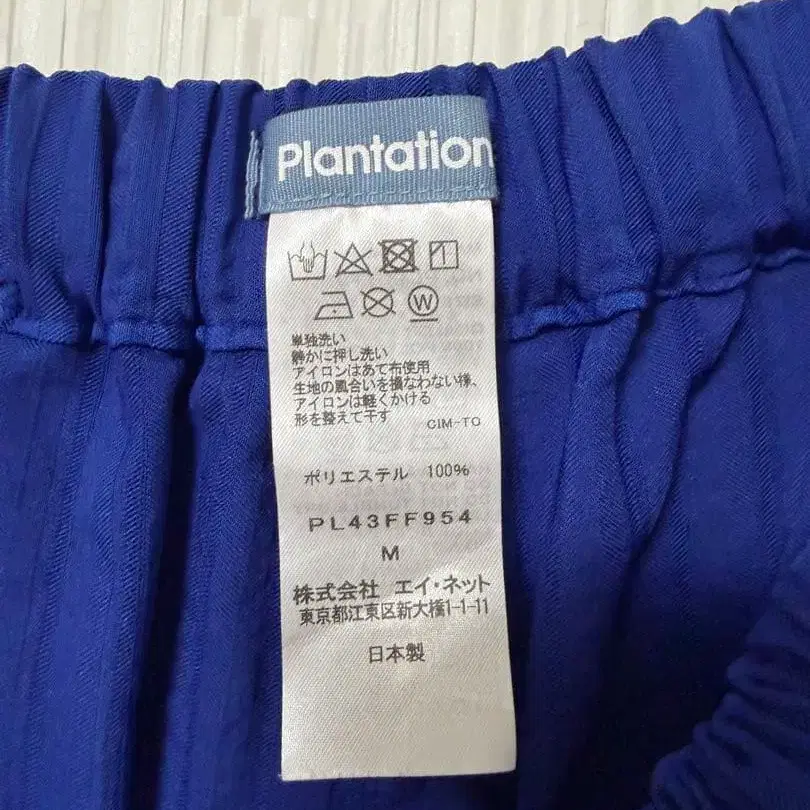 Plantation
W
単独洗い
静かに押し洗い
アイロンはあて布使用
生地の風合いを損なわない様、
アイロンは軽くかける
形を整えて干す CIM-TO
ポリエステル 100%
PL43FF954
M
株式会社 エイ・ネット
東京都江東区新大橋1-1-11
日本製